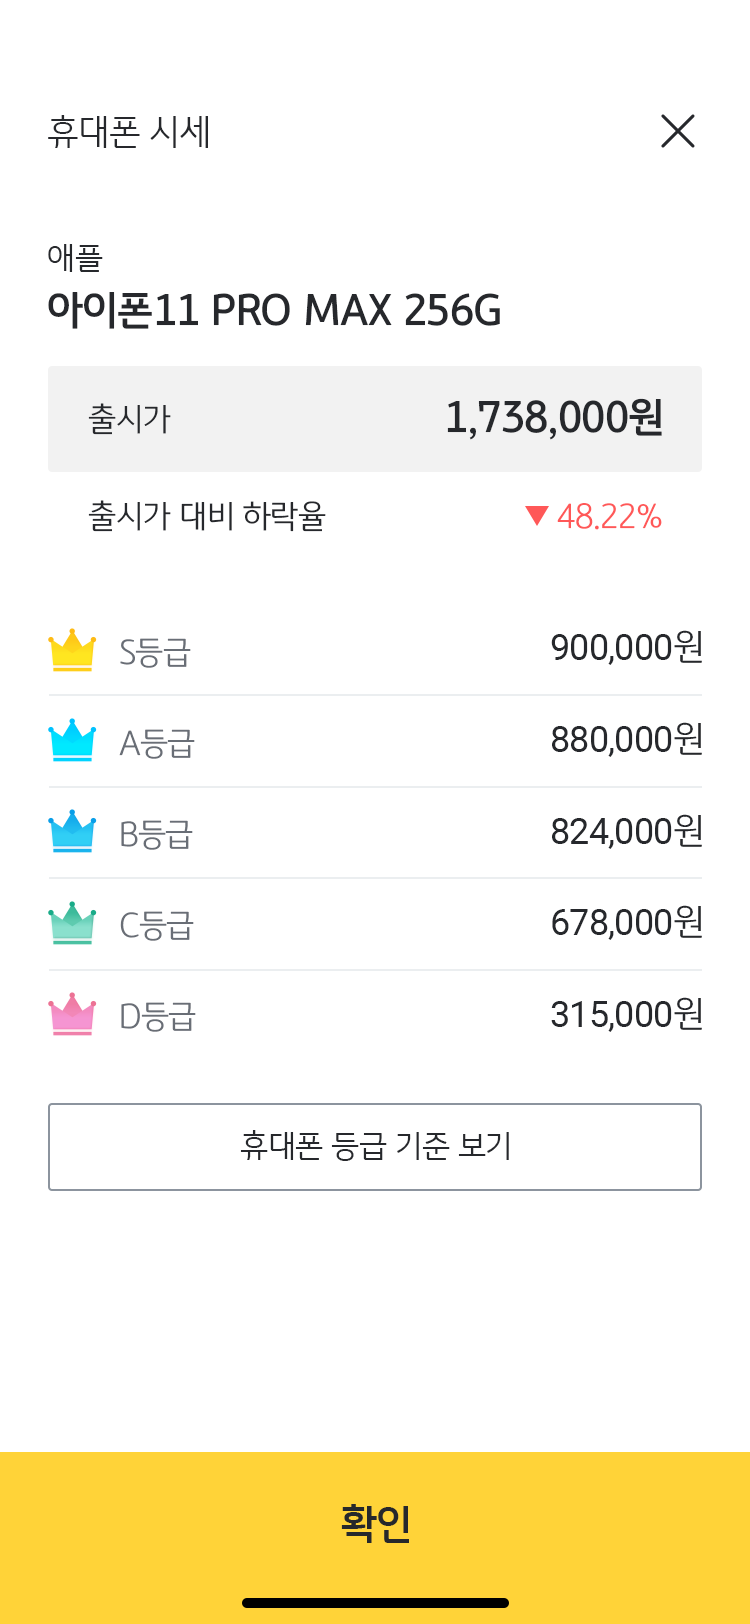 휴대폰 시세
애플
아이폰11 PRO MAX 256G
출시가 1,738,000원
출시가 대비 하락율 ▼ 48.22%
S등급 900,000원
A등급 880,000원
B등급 824,000원
C등급 678,000원
D등급 315,000원
휴대폰 등급 기준 보기
확인